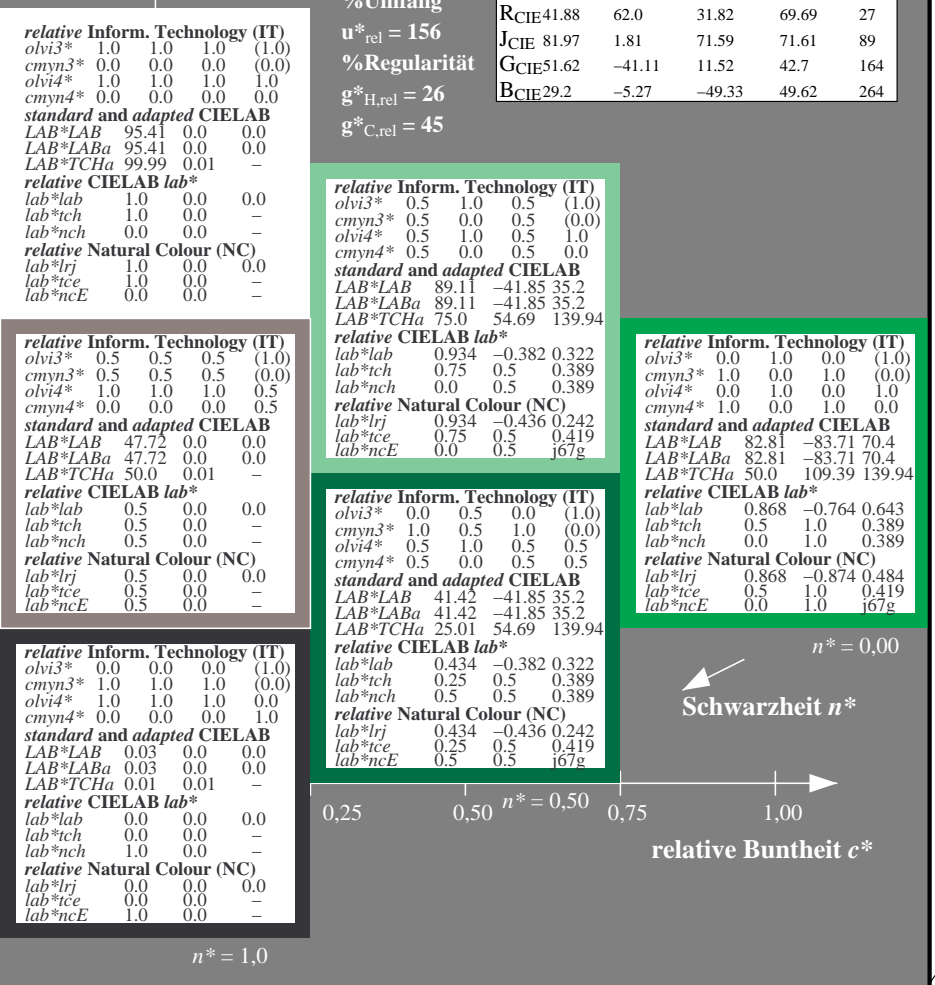 %Umfang
u*rel = 156
%Regularität
g*H,rel = 26
g*C,rel = 45
RCIE 41.88 62.0 31.82 69.69 27
JCIE 81.97 1.81 71.59 71.61 89
GCIE 51.62 −41.11 11.52 42.7 164
BCIE 29.2 −5.27 −49.33 49.62 264
relative Inform. Technology (IT)
olvi3* 1.0 1.0 1.0 (1.0)
cmyn3* 0.0 0.0 0.0 (0.0)
olvi4* 1.0 1.0 1.0 1.0
cmyn4* 0.0 0.0 0.0 0.0
standard and adapted CIELAB
LAB*LAB 95.41 0.0 0.0
LAB*LABa 95.41 0.0 0.0
LAB*TCHa 99.99 0.01 –
relative CIELAB lab*
lab*lab 1.0 0.0 0.0
lab*tch 1.0 0.0 –
lab*nch 0.0 0.0 –
relative Natural Colour (NC)
lab*lrj 1.0 0.0 0.0
lab*tce 1.0 0.0 –
lab*ncE 0.0 0.0 –
relative Inform. Technology (IT)
olvi3* 0.5 1.0 0.5 (1.0)
cmyn3* 0.5 0.0 0.5 (0.0)
olvi4* 0.5 1.0 0.5 1.0
cmyn4* 0.5 0.0 0.5 0.0
standard and adapted CIELAB
LAB*LAB 89.11 −41.85 35.2
LAB*LABa 89.11 −41.85 35.2
LAB*TCHa 75.0 54.69 139.94
relative CIELAB lab*
lab*lab 0.934 −0.382 0.322
lab*tch 0.75 0.5 0.389
lab*nch 0.0 0.5 0.389
relative Natural Colour (NC)
lab*lrj 0.934 −0.436 0.242
lab*tce 0.75 0.5 0.419
lab*ncE 0.0 0.5 j67g
relative Inform. Technology (IT)
olvi3* 0.5 0.5 0.5 (1.0)
cmyn3* 0.5 0.5 0.5 (0.0)
olvi4* 1.0 1.0 1.0 0.5
cmyn4* 0.0 0.0 0.0 0.5
standard and adapted CIELAB
LAB*LAB 47.72 0.0 0.0
LAB*LABa 47.72 0.0 0.0
LAB*TCHa 50.0 0.01 –
relative CIELAB lab*
lab*lab 0.5 0.0 0.0
lab*tch 0.5 0.0 –
lab*nch 0.5 0.0 –
relative Natural Colour (NC)
lab*lrj 0.5 0.0 0.0
lab*tce 0.5 0.0 –
lab*ncE 0.5 0.0 –
relative Inform. Technology (IT)
olvi3* 0.0 1.0 0.0 (1.0)
cmyn3* 1.0 0.0 1.0 (0.0)
olvi4* 0.0 1.0 0.0 1.0
cmyn4* 1.0 0.0 1.0 0.0
standard and adapted CIELAB
LAB*LAB 82.81 −83.71 70.4
LAB*LABa 82.81 −83.71 70.4
LAB*TCHa 50.0 109.39 139.94
relative CIELAB lab*
lab*lab 0.868 −0.764 0.643
lab*tch 0.5 1.0 0.389
lab*nch 0.0 1.0 0.389
relative Natural Colour (NC)
lab*lrj 0.868 −0.874 0.484
lab*tce 0.5 1.0 0.419
lab*ncE 0.0 1.0 j67g
relative Inform. Technology (IT)
olvi3* 0.0 0.5 0.0 (1.0)
cmyn3* 1.0 0.5 1.0 (0.0)
olvi4* 0.5 1.0 0.5 0.5
cmyn4* 0.5 0.0 0.5 0.5
standard and adapted CIELAB
LAB*LAB 41.42 −41.85 35.2
LAB*LABa 41.42 −41.85 35.2
LAB*TCHa 25.01 54.69 139.94
relative CIELAB lab*
lab*lab 0.434 −0.382 0.322
lab*tch 0.25 0.5 0.389
lab*nch 0.5 0.5 0.389
relative Natural Colour (NC)
lab*lrj 0.434 −0.436 0.242
lab*tce 0.25 0.5 0.419
lab*ncE 0.5 0.5 j67g
relative Inform. Technology (IT)
olvi3* 0.0 0.0 0.0 (1.0)
cmyn3* 1.0 1.0 1.0 (0.0)
olvi4* 1.0 1.0 1.0 0.0
cmyn4* 0.0 0.0 0.0 1.0
standard and adapted CIELAB
LAB*LAB 0.03 0.0 0.0
LAB*LABa 0.03 0.0 0.0
LAB*TCHa 0.01 0.01 –
relative CIELAB lab*
lab*lab 0.0 0.0 0.0
lab*tch 0.0 0.0 –
lab*nch 1.0 0.0 –
relative Natural Colour (NC)
lab*lrj 0.0 0.0 0.0
lab*tce 0.0 0.0 –
lab*ncE 1.0 0.0 –
n* = 0,00
Schwarzheit n*
n* = 0,50
0,25 0,50 0,75 1,00
relative Buntheit c*
n* = 1,0